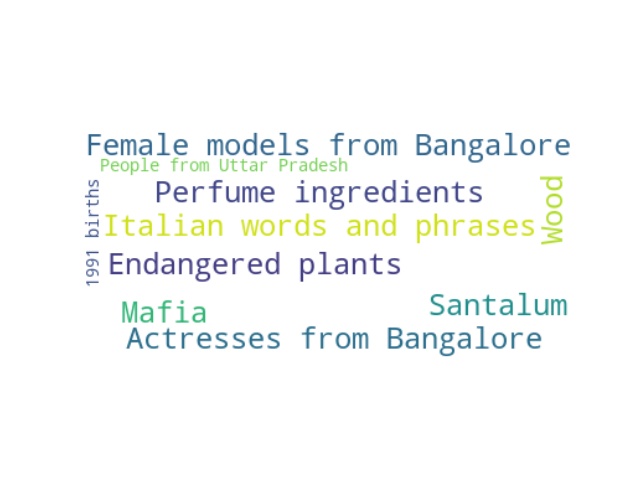 Female models from Bangalore
People from Uttar Pradesh
Perfume ingredients
Wood
1991 births
Italian words and phrases
Endangered plants
Santalum
Mafia
Actresses from Bangalore